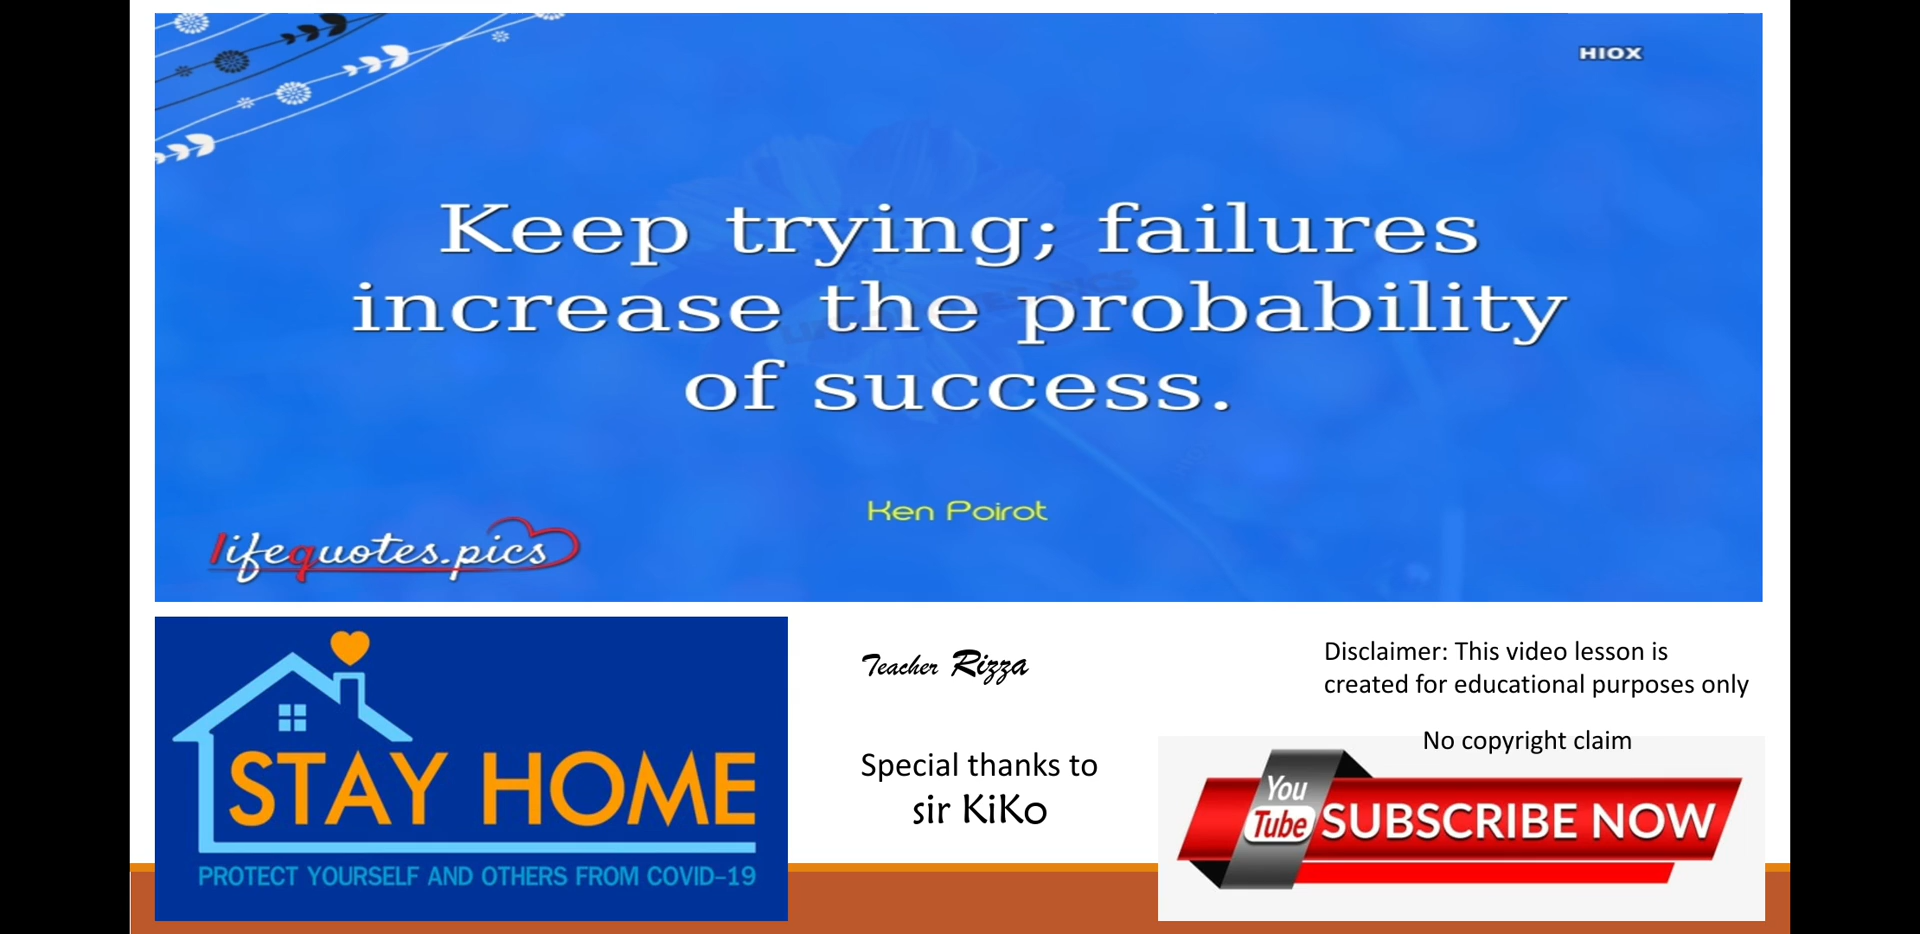 HIOX
Keep trying; failures
increase the probability
of success.
Ken Poirot
lifequotes.pics
STAY HOME
PROTECT YOURSELF AND OTHERS FROM COVID-19
Teacher Rizza
Special thanks to
sir KiKo
Disclaimer: This video lesson is
created for educational purposes only
No copyright claim
You
Tube SUBSCRIBE NOW